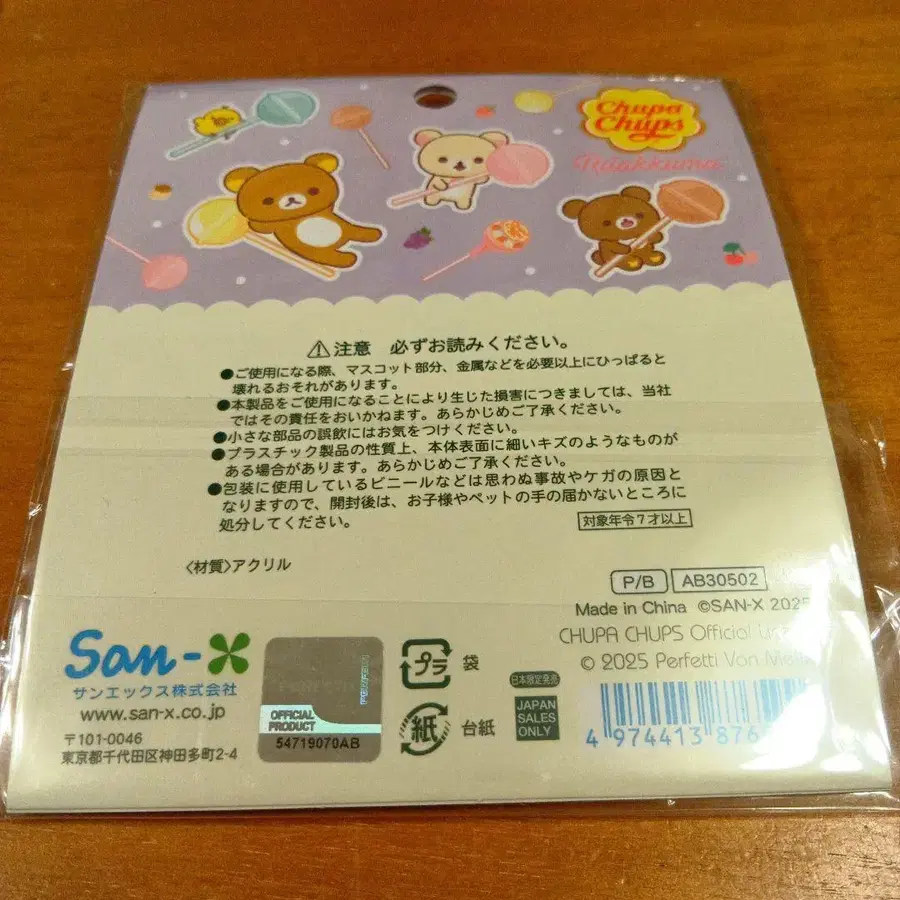 Chupa
Chups
Rilakkuma
⚠注意 必ずお読みください。
●ご使用になる際、マスコット部分、金属などを必要以上にひっぱると
壊れるおそれがあります。
●本製品をご使用になることにより生じた損害につきましては、当社
ではその責任をおいかねます。あらかじめご了承ください。
●小さな部品の誤飲にはお気をつけください。
●プラスチック製品の性質上、本体表面に細いキズのようなものが
ある場合があります。あらかじめご了承ください。
●包装に使用しているビニールなどは思わぬ事故やケガの原因と
なりますので、開封後は、お子様やペットの手の届かないところに
処分してください。
対象年令7才以上
〈材質〉アクリル
P/B AB30502
Made in China ©SAN-X 2025
CHUPA CHUPS Official
© 2025 Perfetti Van
San-X
サンエックス株式会社
www.san-x.co.jp
〒101-0046
東京都千代田区神田多町2-4
OFFICIAL
PRODUCT
54719070AB
プラ 袋
紙 台紙
日本限定発売
JAPAN
SALES
ONLY
4 974413 876